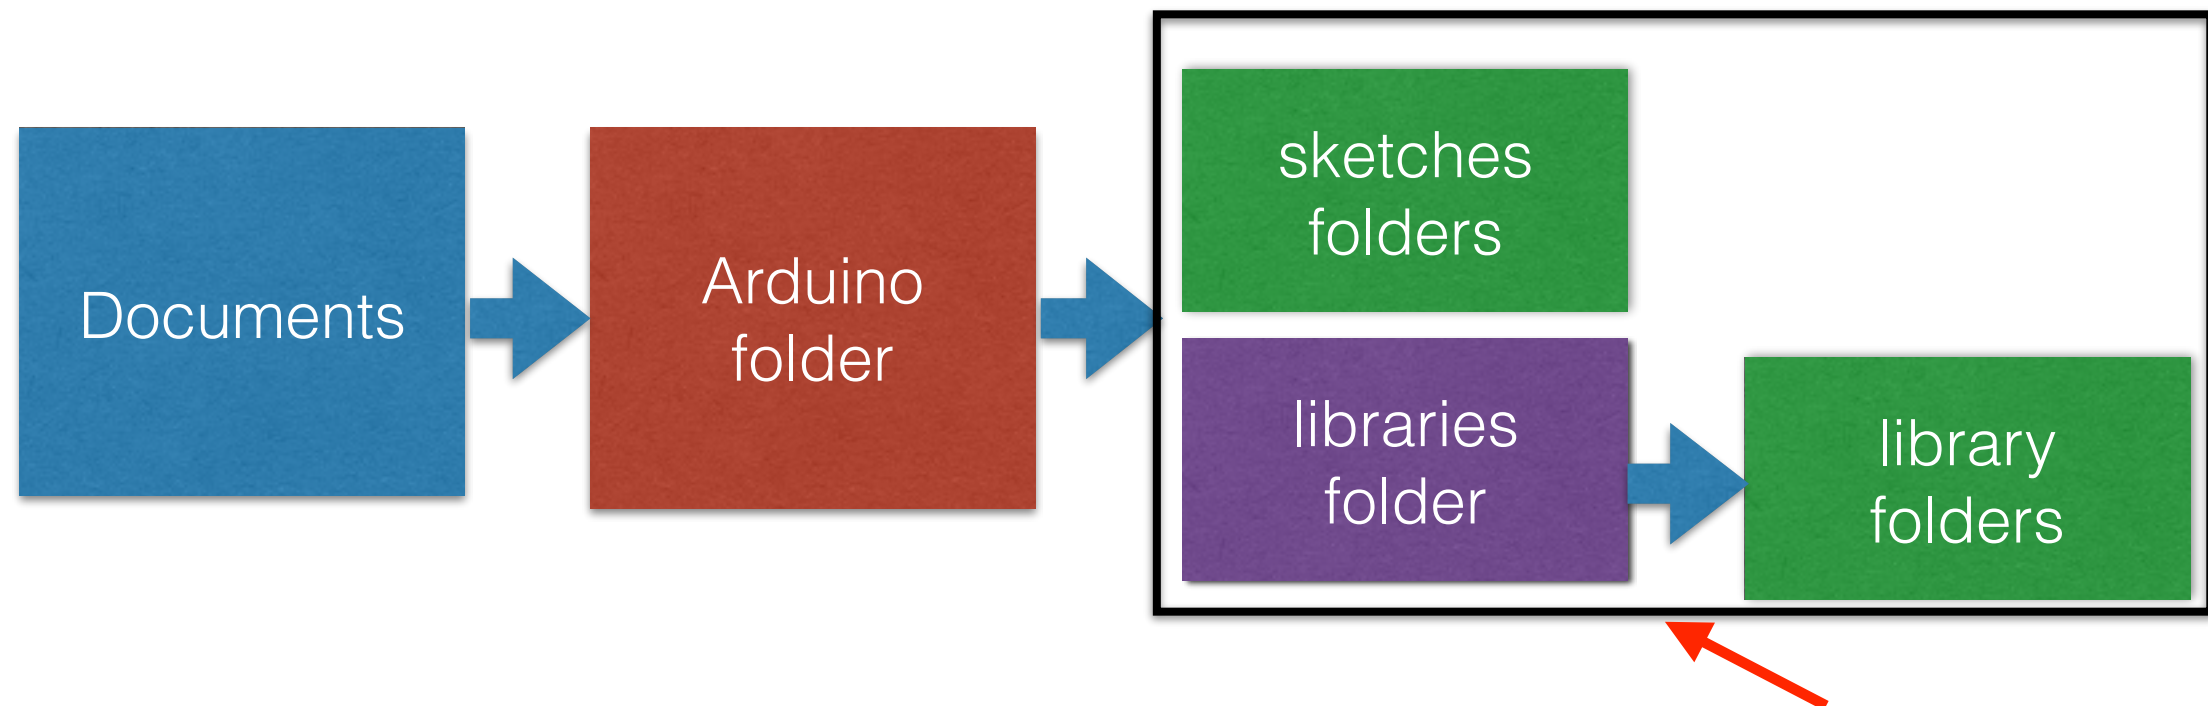 Documents
Arduino
folder
sketches
folders
libraries
folder
library
folders